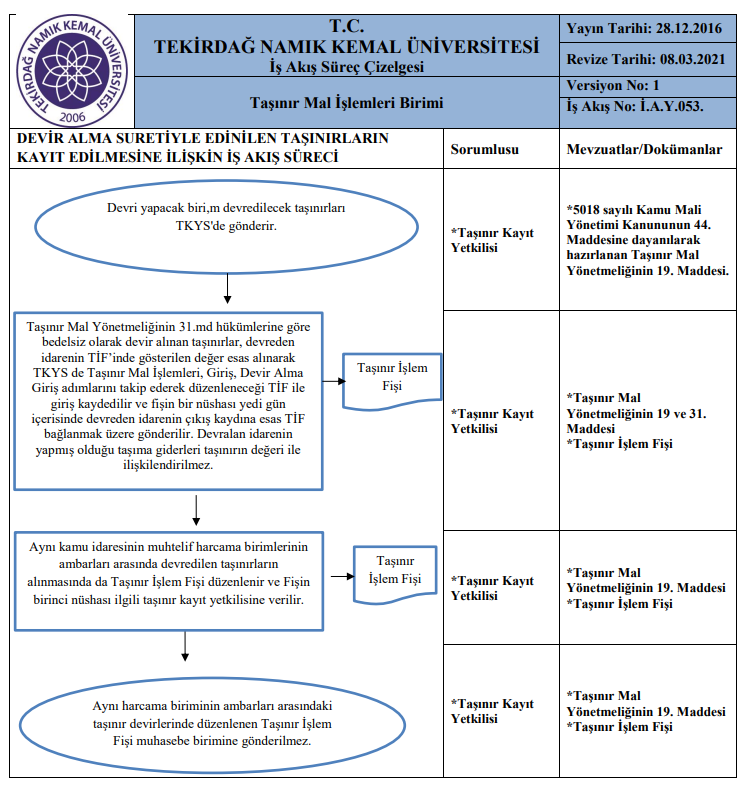 TEKİRDAĞ NAMIK KEMAL ÜNİVERSİTESİ
2006
T.C.
TEKİRDAĞ NAMIK KEMAL ÜNİVERSİTESİ
İş Akış Süreç Çizelgesi
Taşınır Mal İşlemleri Birimi
Yayın Tarihi: 28.12.2016
Revize Tarihi: 08.03.2021
Versiyon No: 1
İş Akış No: İ.A.Y.053.
DEVİR ALMA SURETİYLE EDİNİLEN TAŞINIRLARIN
KAYIT EDİLMESİNE İLİŞKİN İŞ AKIŞ SÜRECİ
Sorumlusu
Mevzuatlar/Dokümanlar
Devri yapacak biri,m devredilecek taşınırları
TKYS'de gönderir.
*Taşınır Kayıt
Yetkilisi
*5018 sayılı Kamu Mali
Yönetimi Kanununun 44.
Maddesine dayanılarak
hazırlanan Taşınır Mal
Yönetmeliğinin 19. Maddesi.
Taşınır Mal Yönetmeliğinin 31.md hükümlerine göre
bedelsiz olarak devir alınan taşınırlar, devreden
idarenin TİF'inde gösterilen değer esas alınarak
TKYS de Taşınır Mal İşlemleri, Giriş, Devir Alma
Giriş adımlarını takip ederek düzenleneceği TİF ile
giriş kaydedilir ve fişin bir nüshası yedi gün
içerisinde devreden idarenin çıkış kaydına esas TİF
bağlanmak üzere gönderilir. Devralan idarenin
yapmış olduğu taşıma giderleri taşınırın değeri ile
ilişkilendirilmez.
Taşınır İşlem
Fişi
*Taşınır Kayıt
Yetkilisi
*Taşınır Mal
Yönetmeliğinin 19 ve 31.
Maddesi
*Taşınır İşlem Fişi
Aynı kamu idaresinin muhtelif harcama birimlerinin
ambarları arasında devredilen taşınırların
alınmasında da Taşınır İşlem Fişi düzenlenir ve Fişin
birinci nüshası ilgili taşınır kayıt yetkilisine verilir.
Taşınır
İşlem Fişi
*Taşınır Kayıt
Yetkilisi
*Taşınır Mal
Yönetmeliğinin 19. Maddesi
*Taşınır İşlem Fişi
Aynı harcama biriminin ambarları arasındaki
taşınır devirlerinde düzenlenen Taşınır İşlem
Fişi muhasebe birimine gönderilmez.
*Taşınır Kayıt
Yetkilisi
*Taşınır Mal
Yönetmeliğinin 19. Maddesi
*Taşınır İşlem Fişi